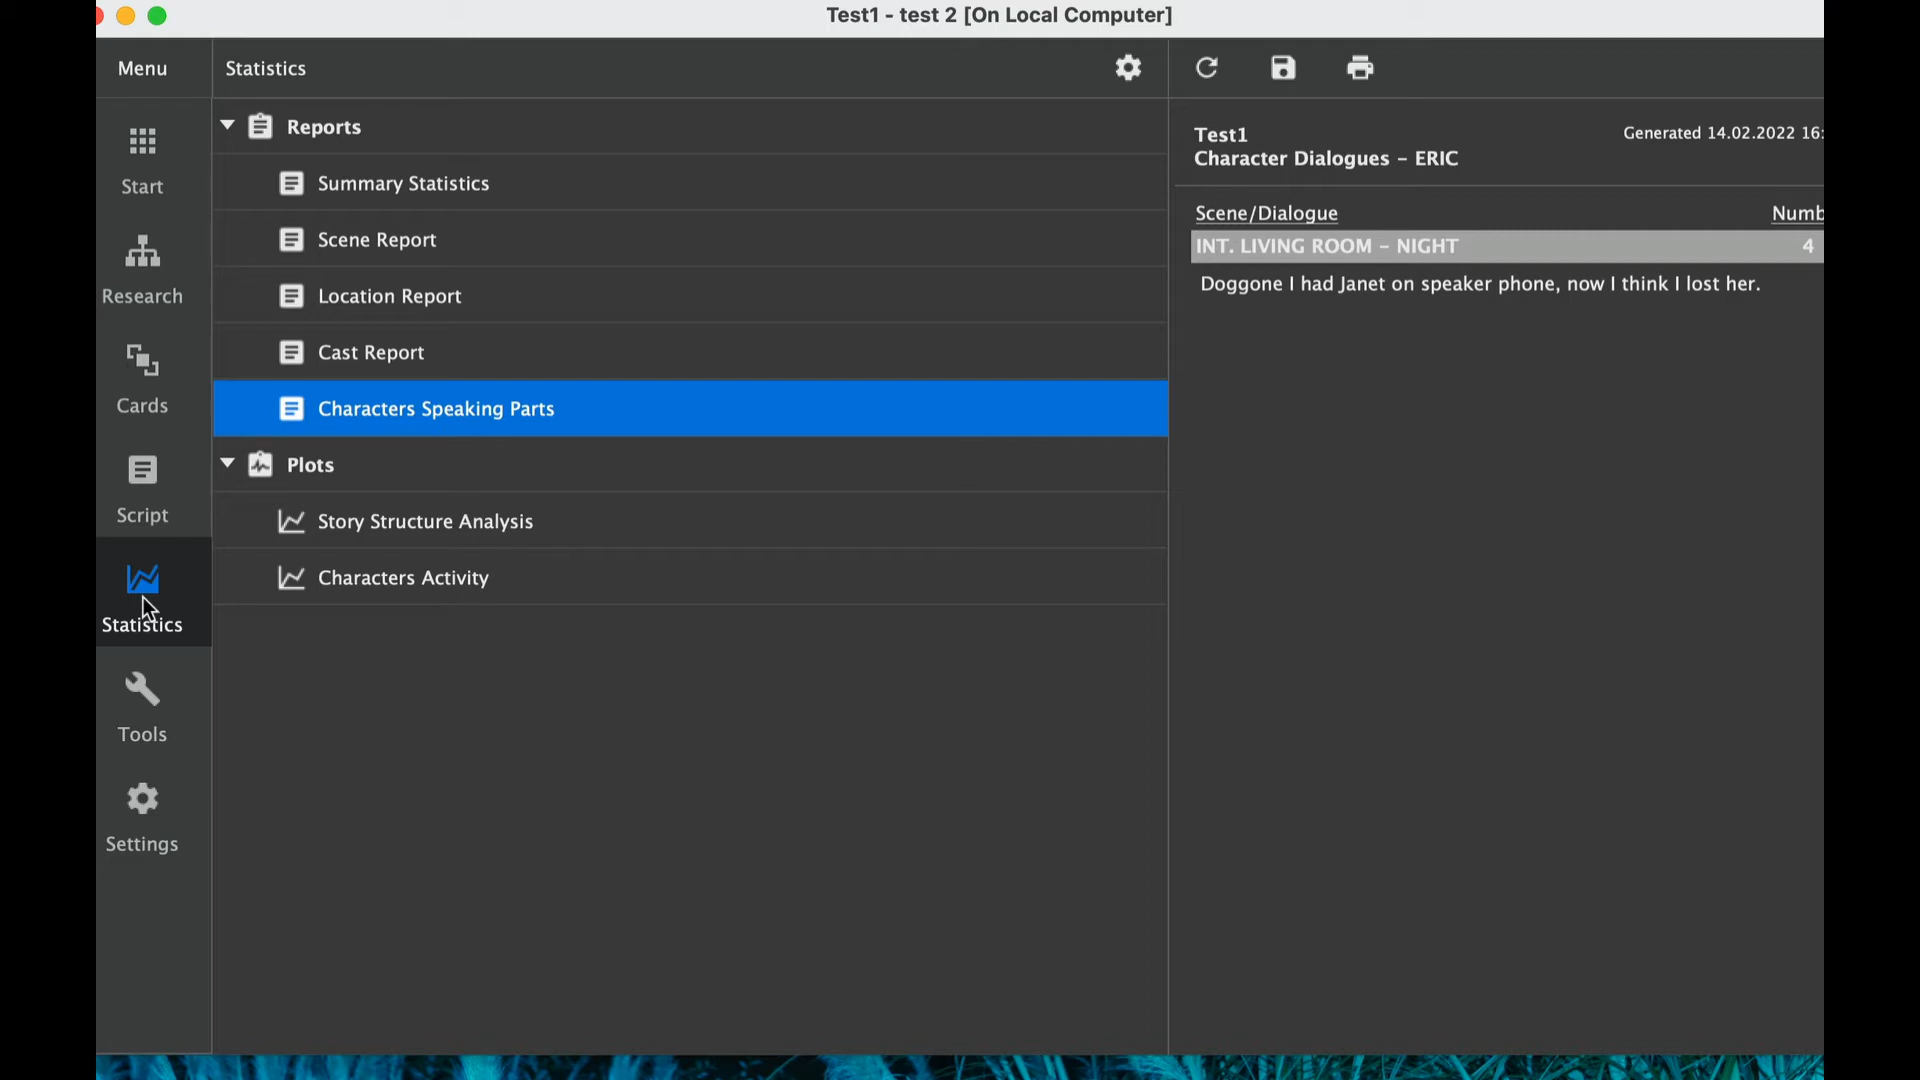 Test1 - test 2 [On Local Computer]
Menu
Statistics
Start
Research
Cards
Script
Statistics
Tools
Settings
Reports
Summary Statistics
Scene Report
Location Report
Cast Report
Characters Speaking Parts
Plots
Story Structure Analysis
Characters Activity
Test1
Generated 14.02.2022 16:
Character Dialogues – ERIC
Scene/Dialogue Numb
INT. LIVING ROOM – NIGHT 4
Doggone I had Janet on speaker phone, now I think I lost her.